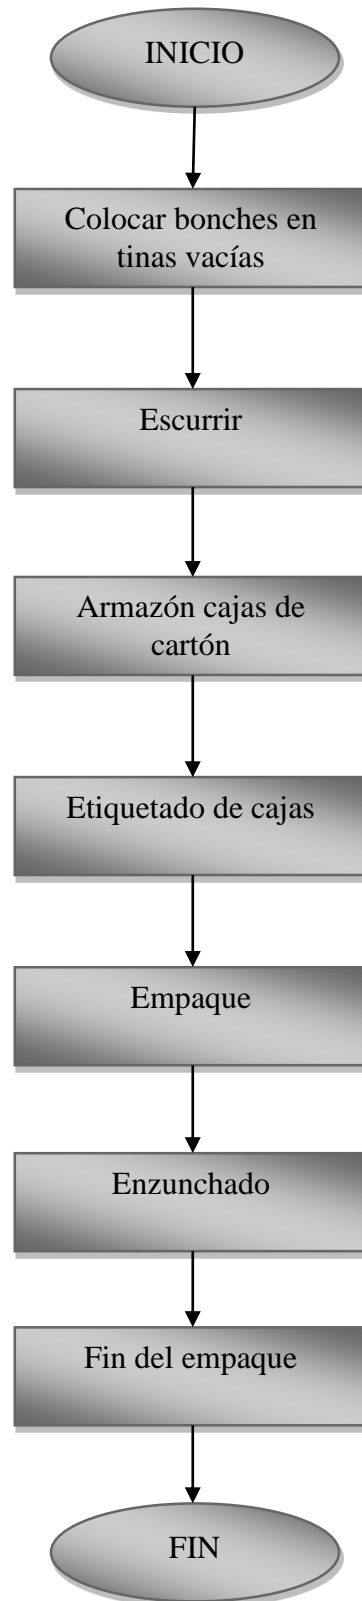 INICIO
Colocar bonches en
tinas vacías
Escurrir
Armazón cajas de
cartón
Etiquetado de cajas
Empaque
Enzunchado
Fin del empaque
FIN